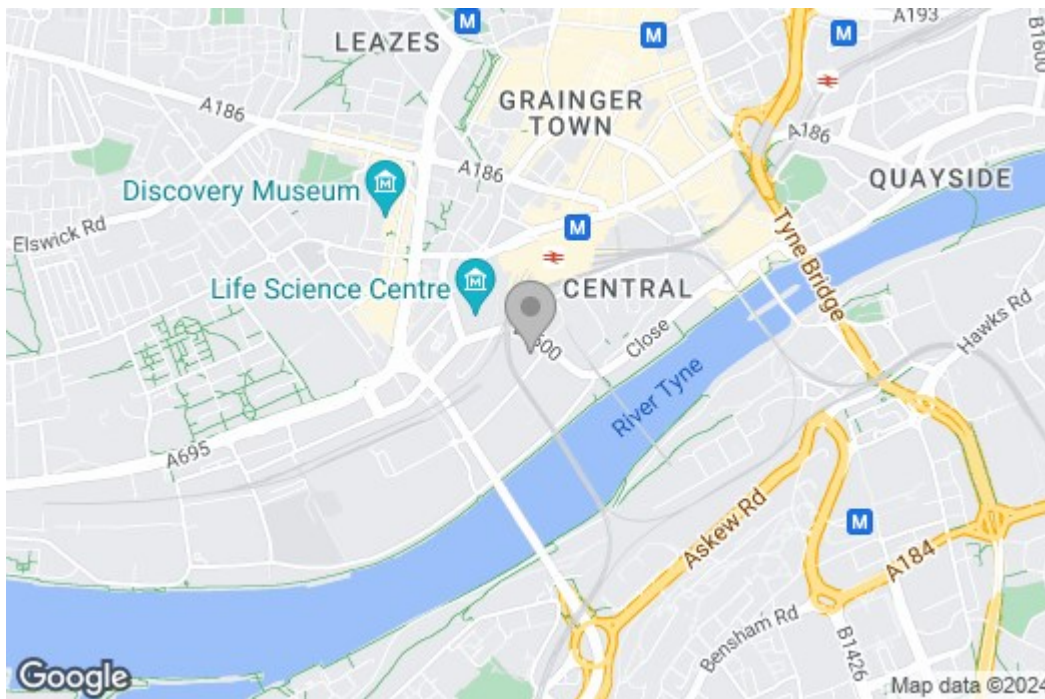 A193
M
M
M
B1600
LEAZES
GRAINGER
TOWN
A186
A186
A186
Discovery Museum
M
QUAYSIDE
Elswick Rd
M
Tyne Bridge
Life Science Centre
M
CENTRAL
Hawks Rd
Close
River Tyne
A695
Askew Rd
M
A184
Bensham Rd
B1426
Google
Map data ©2024